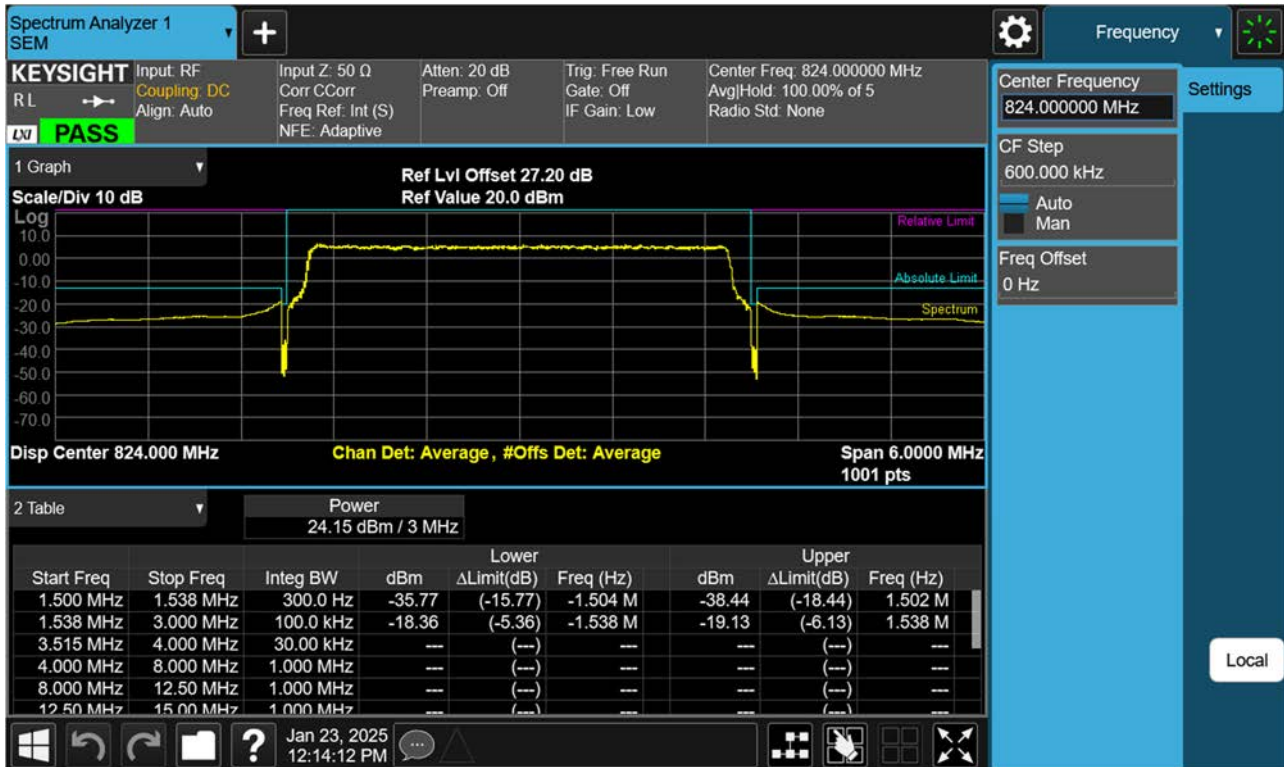 Spectrum Analyzer 1
SEM
Frequency
KEYSIGHT
R L
LXI PASS
Input: RF
Coupling: DC
Align: Auto
Input Z: 50 Ω
Corr CCorr
Freq Ref: Int (S)
NFE: Adaptive
Atten: 20 dB
Preamp: Off
Trig: Free Run
Gate: Off
IF Gain: Low
Center Freq: 824.000000 MHz
Avg|Hold: 100.00% of 5
Radio Std: None
Center Frequency
824.000000 MHz
Settings
CF Step
600.000 kHz
Auto
Man
Freq Offset
0 Hz
1 Graph
Ref Lvl Offset 27.20 dB
Scale/Div 10 dB
Ref Value 20.0 dBm
Log
Relative Limit
10.0
0.00
Absolute Limit
-10.0
-20.0
Spectrum
-30.0
-40.0
-50.0
-60.0
-70.0
Disp Center 824.000 MHz
Chan Det: Average, #Offs Det: Average
Span 6.0000 MHz
1001 pts
2 Table
Power
24.15 dBm / 3 MHz
Lower Upper
Start Freq Stop Freq Integ BW dBm ΔLimit(dB) Freq (Hz) dBm ΔLimit(dB) Freq (Hz)
1.500 MHz 1.538 MHz 300.0 Hz -35.77 (-15.77) -1.504 M -38.44 (-18.44) 1.502 M
1.538 MHz 3.000 MHz 100.0 kHz -18.36 (-5.36) -1.538 M -19.13 (-6.13) 1.538 M
3.515 MHz 4.000 MHz 30.00 kHz --- (---) --- --- (---) ---
4.000 MHz 8.000 MHz 1.000 MHz --- (---) --- --- (---) ---
8.000 MHz 12.50 MHz 1.000 MHz --- (---) --- --- (---) ---
12.50 MHz 15.00 MHz 1.000 MHz --- (---) --- --- (---) ---
Local
?
Jan 23, 2025
12:14:12 PM